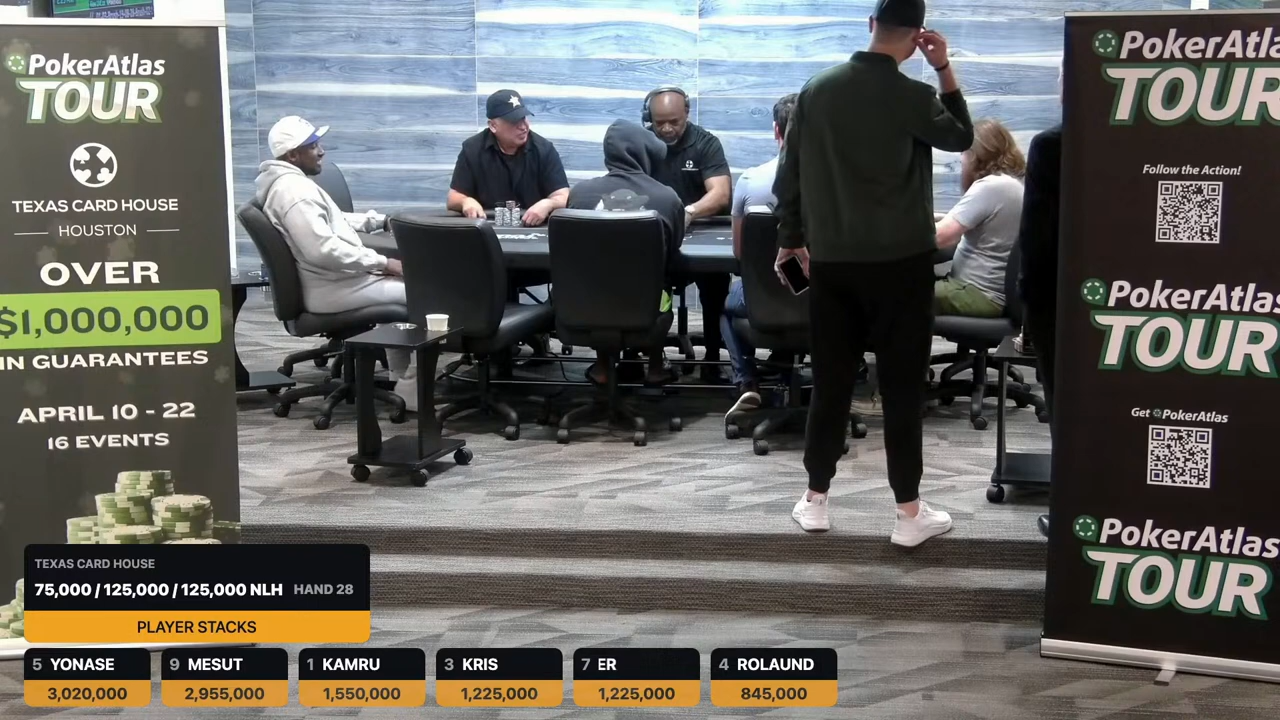 PokerAtlas
TOUR
TEXAS CARD HOUSE
HOUSTON
OVER
$1,000,000
IN GUARANTEES
APRIL 10 - 22
16 EVENTS
PokerAtla
TOUR
Follow the Action!
PokerAtlas
TOUR
Get PokerAtlas
PokerAtlas
TOUR
TEXAS CARD HOUSE
75,000 / 125,000 / 125,000 NLH HAND 28
PLAYER STACKS
5 YONASE
3,020,000
9 MESUT
2,955,000
1 KAMRU
1,550,000
3 KRIS
1,225,000
7 ER
1,225,000
4 ROLAUND
845,000